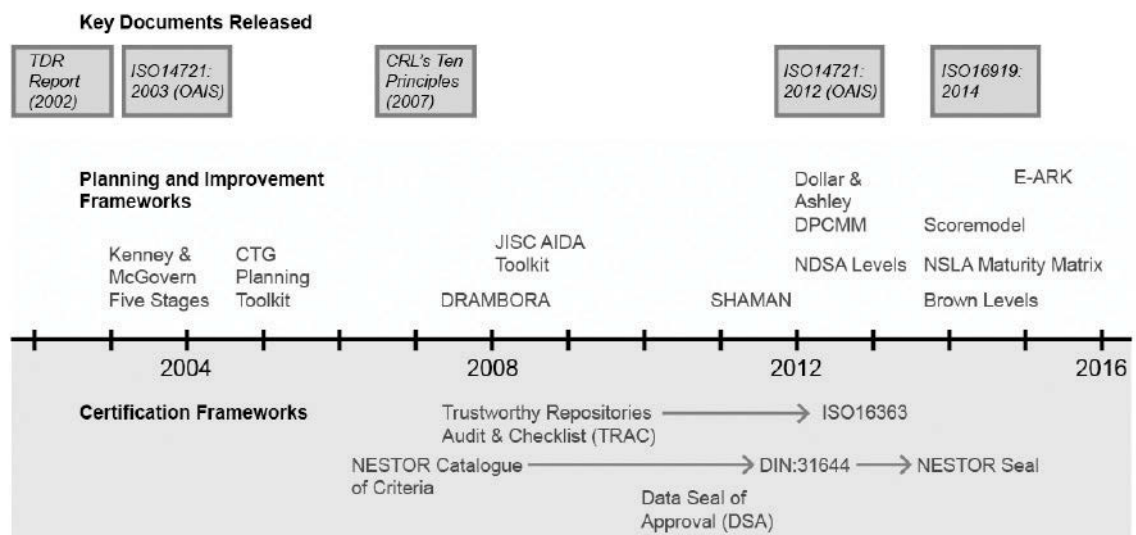 Key Documents Released
TDR
Report
(2002)
ISO14721:
2003 (OAIS)
CRL's Ten
Principles
(2007)
ISO14721:
2012 (OAIS)
ISO16919:
2014
Planning and Improvement
Frameworks
Kenney &
McGovern
Five Stages
CTG
Planning
Toolkit
JISC AIDA
Toolkit
DRAMBORA
SHAMAN
Dollar &
Ashley
DPCMM
NDSA Levels
E-ARK
Scoremodel
NSLA Maturity Matrix
Brown Levels
2004
2008
2012
2016
Certification Frameworks
Trustworthy Repositories
Audit & Checklist (TRAC)
ISO16363
NESTOR Catalogue
of Criteria
DIN:31644
NESTOR Seal
Data Seal of
Approval (DSA)